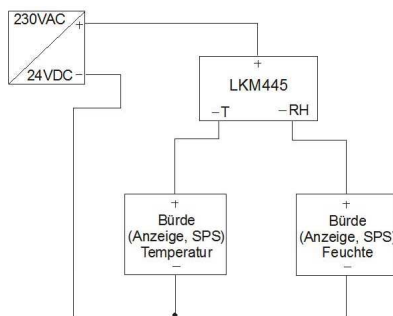 230VAC
+
24VDC
−
+
LKM445
−T
−RH
+
Bürde
(Anzeige, SPS)
Temperatur
−
+
Bürde
(Anzeige, SPS)
Feuchte
−